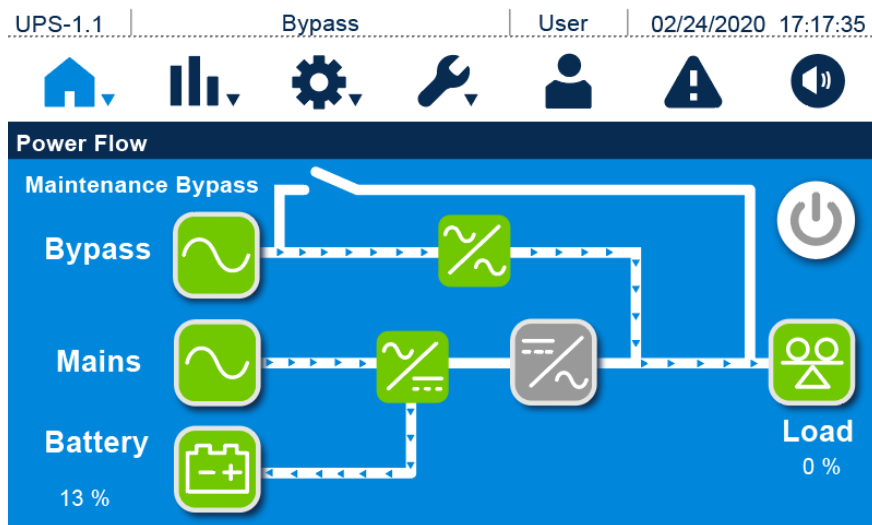 UPS-1.1 Bypass User 02/24/2020 17:17:35
Power Flow
Maintenance Bypass
Bypass
Mains
Battery
13 %
Load
0 %